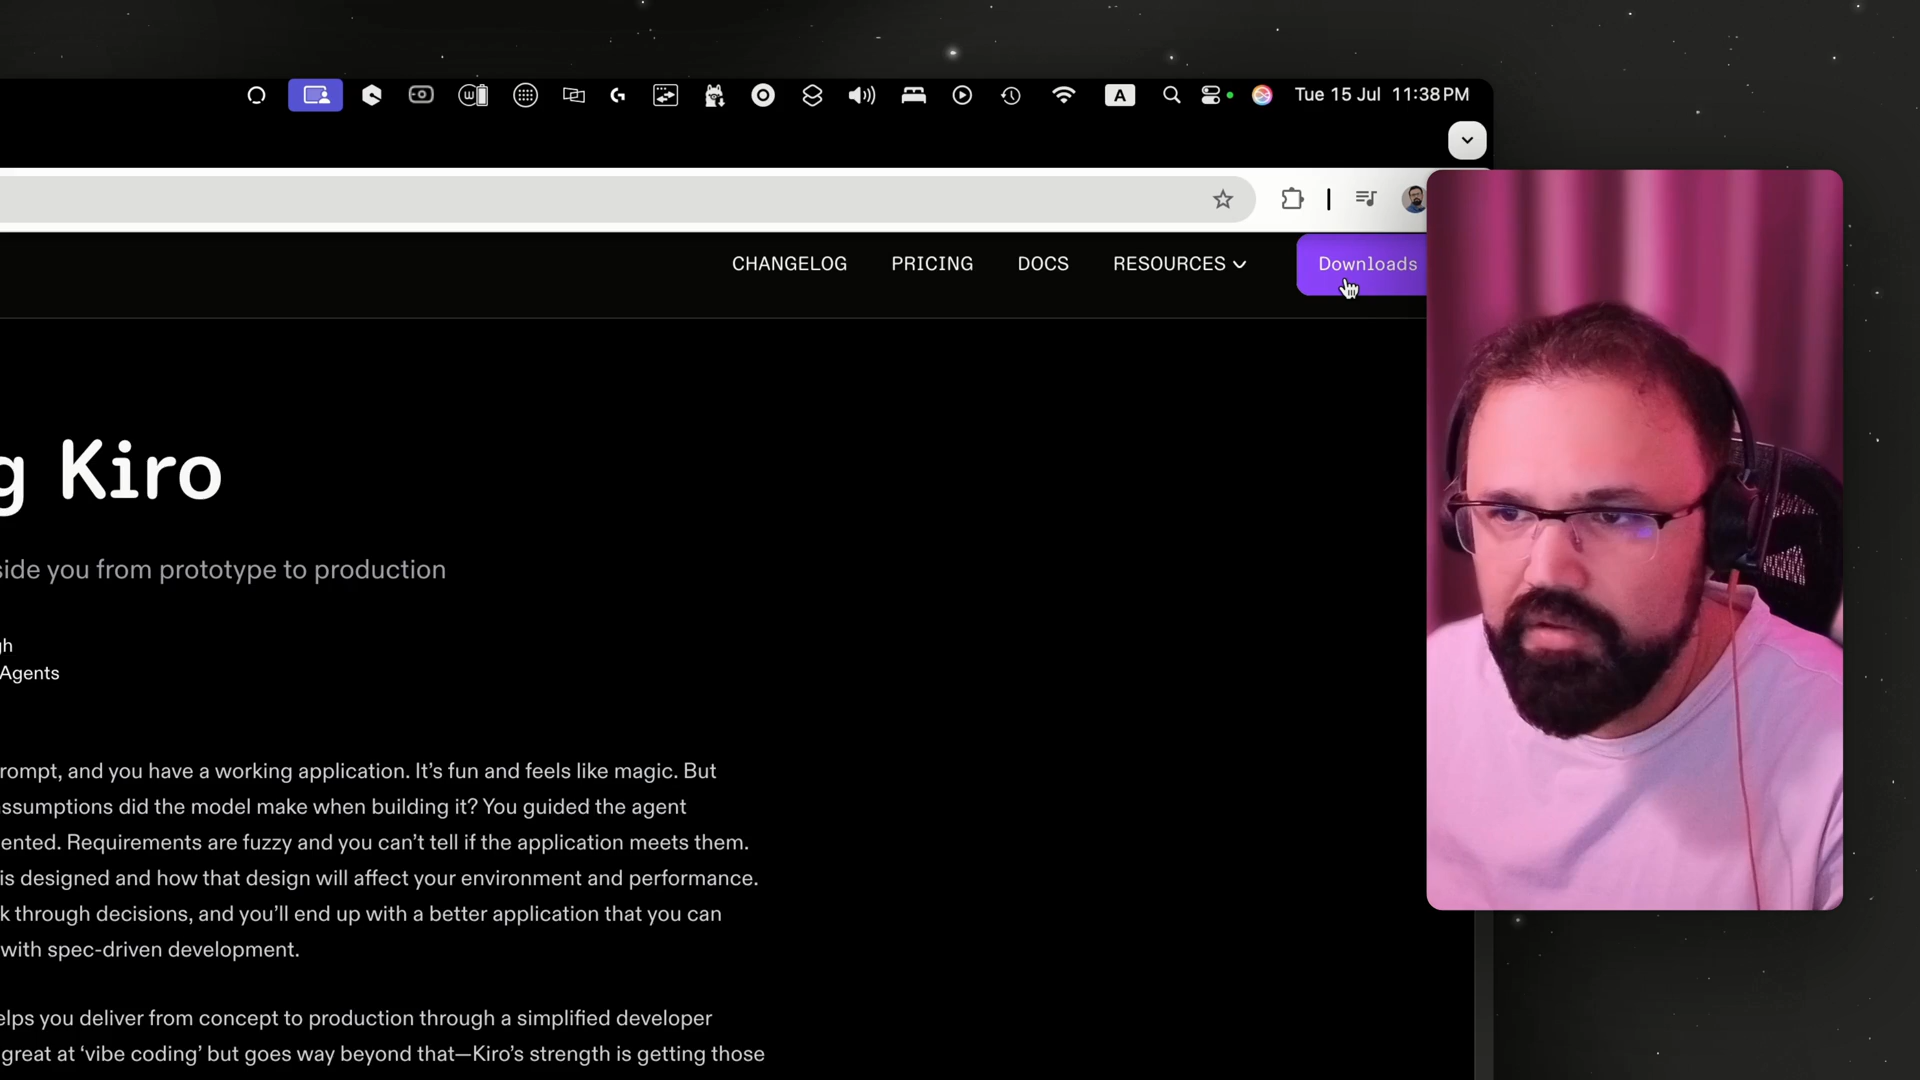 Tue 15 Jul 11:38 PM
CHANGELOG PRICING DOCS RESOURCES Downloads
g Kiro
side you from prototype to production
gh
Agents
rompt, and you have a working application. It’s fun and feels like magic. But
assumptions did the model make when building it? You guided the agent
ented. Requirements are fuzzy and you can’t tell if the application meets them.
is designed and how that design will affect your environment and performance.
k through decisions, and you’ll end up with a better application that you can
with spec-driven development.
elps you deliver from concept to production through a simplified developer
great at ‘vibe coding’ but goes way beyond that—Kiro’s strength is getting those